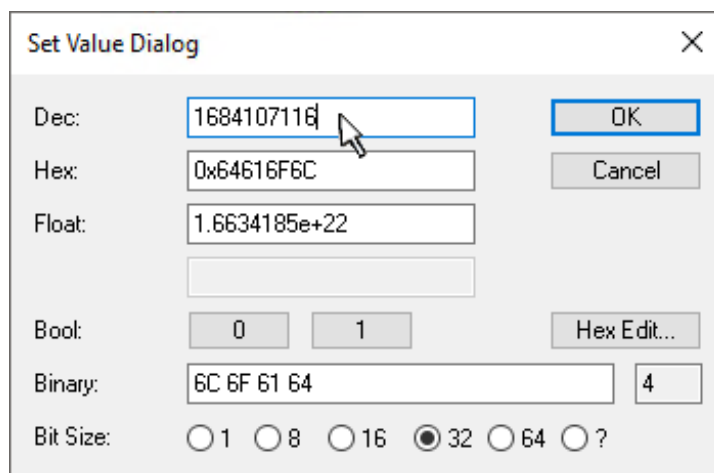 Set Value Dialog
Dec: 1684107116 OK
Hex: 0x64616F6C Cancel
Float: 1.6634185e+22
Bool: 0 1 Hex Edit...
Binary: 6C 6F 61 64 4
Bit Size: 1 8 16 32 64 ?